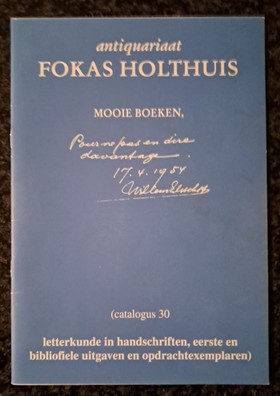 antiquariaat
FOKAS HOLTHUIS
MOOIE BOEKEN,
Pour ne pas en dire
davantage.
17.4.1954
Willem Elsschot
(catalogus 30
letterkunde in handschriften, eerste en
bibliofiele uitgaven en opdrachtexemplaren)